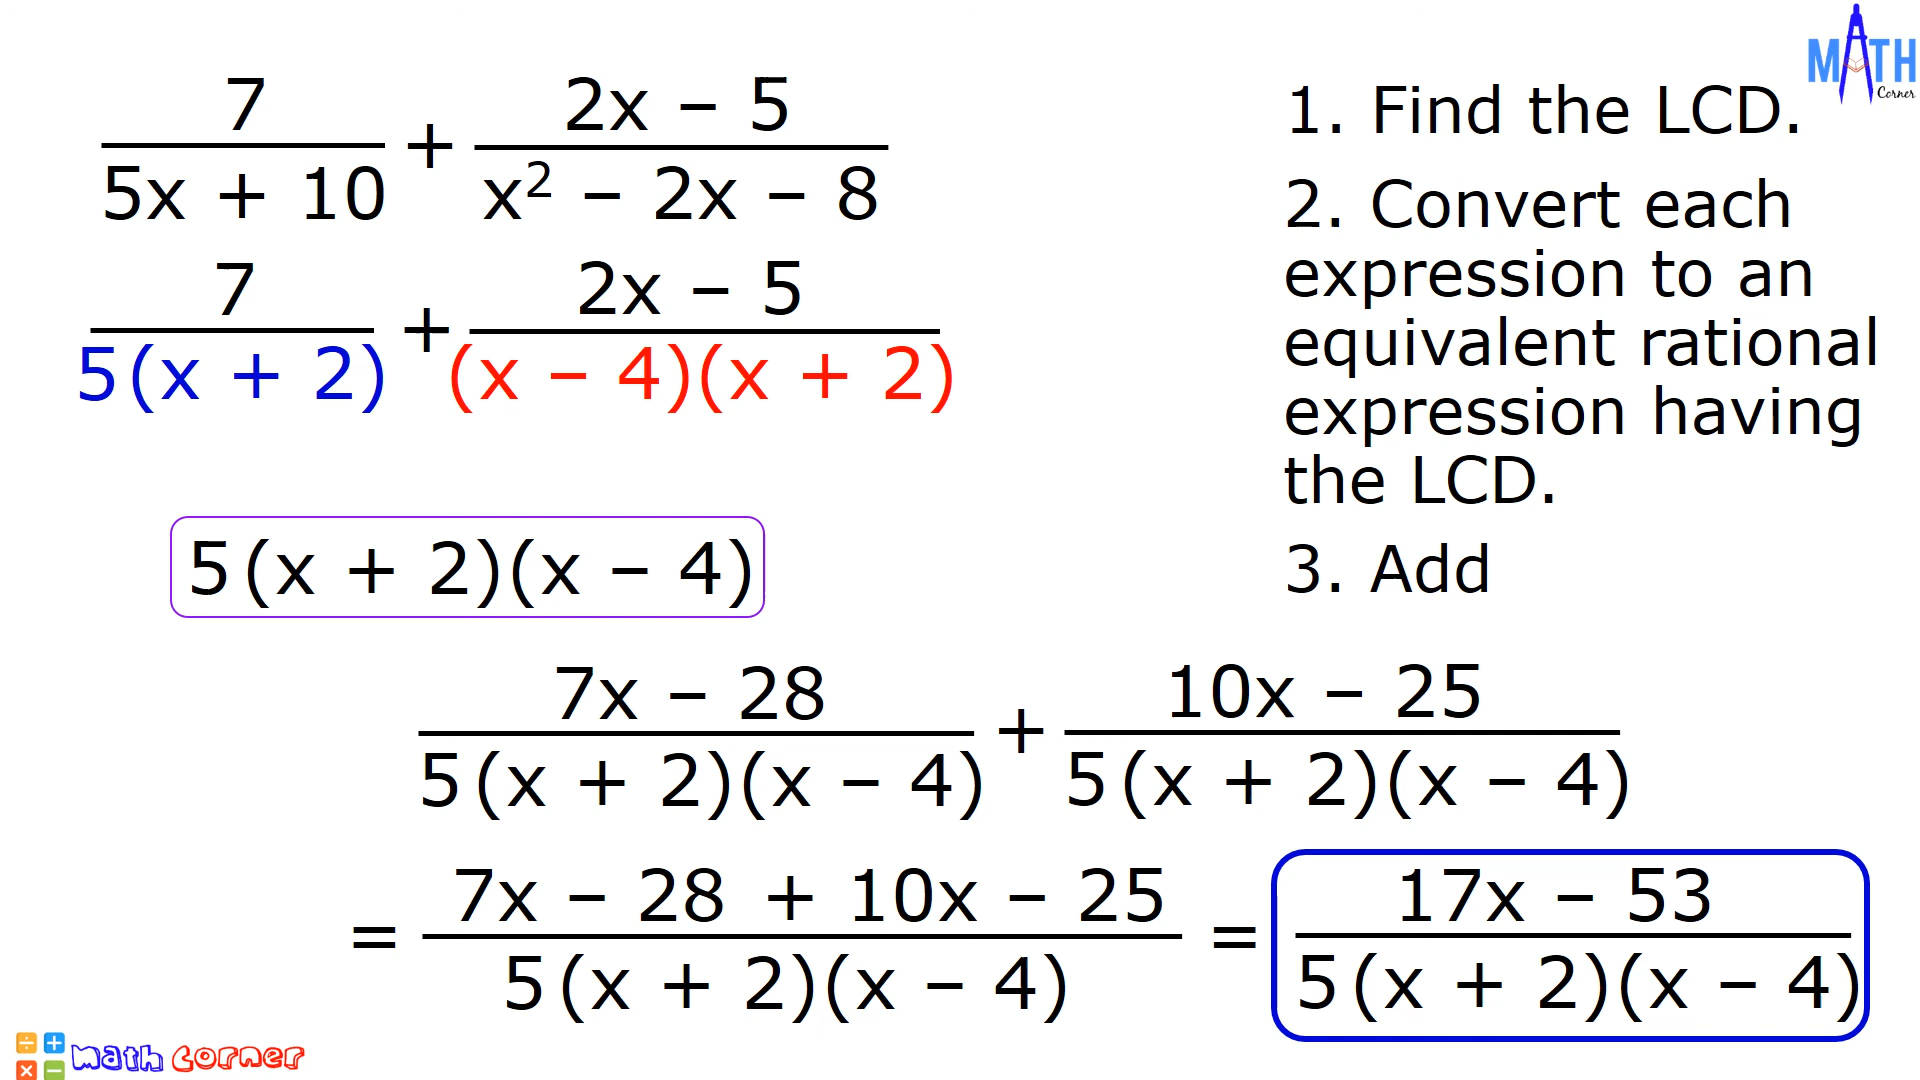 7/(5x + 10) + (2x – 5)/(x² – 2x – 8)
7/(5(x + 2)) + (2x – 5)/((x – 4)(x + 2))
5(x + 2)(x – 4)
MATH
Corner
1. Find the LCD.
2. Convert each
expression to an
equivalent rational
expression having
the LCD.
3. Add
(7x – 28)/(5(x + 2)(x – 4)) + (10x – 25)/(5(x + 2)(x – 4))
= (7x – 28 + 10x – 25)/(5(x + 2)(x – 4)) = (17x – 53)/(5(x + 2)(x – 4))
÷ + × − math corner